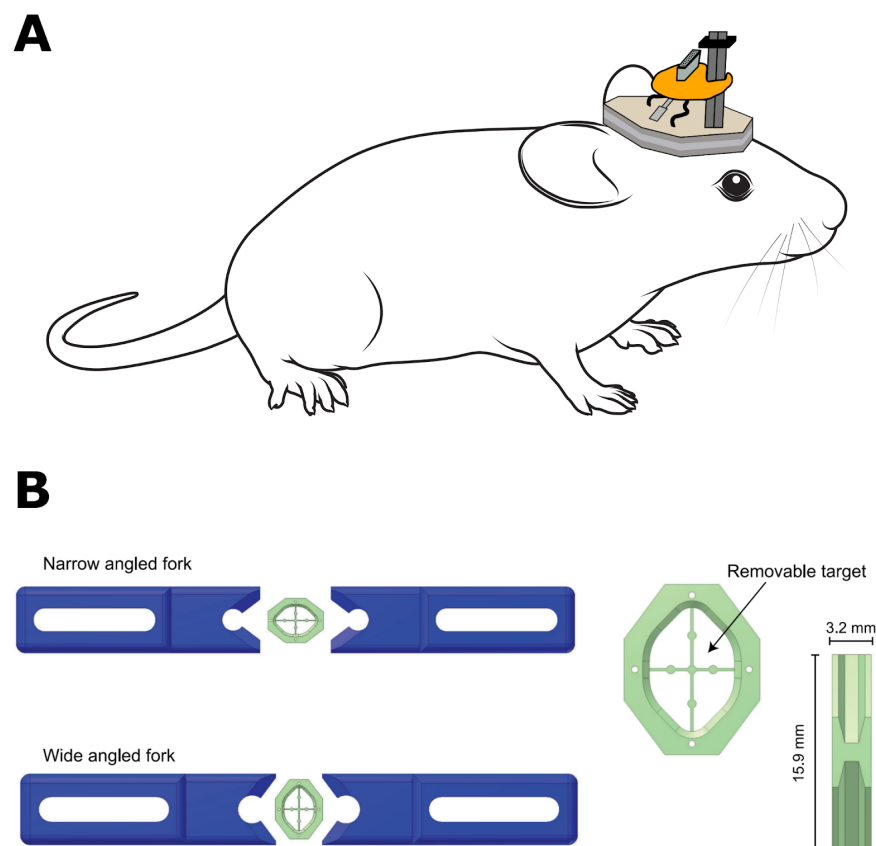 A
B
Narrow angled fork
Removable target
3.2 mm
15.9 mm
Wide angled fork